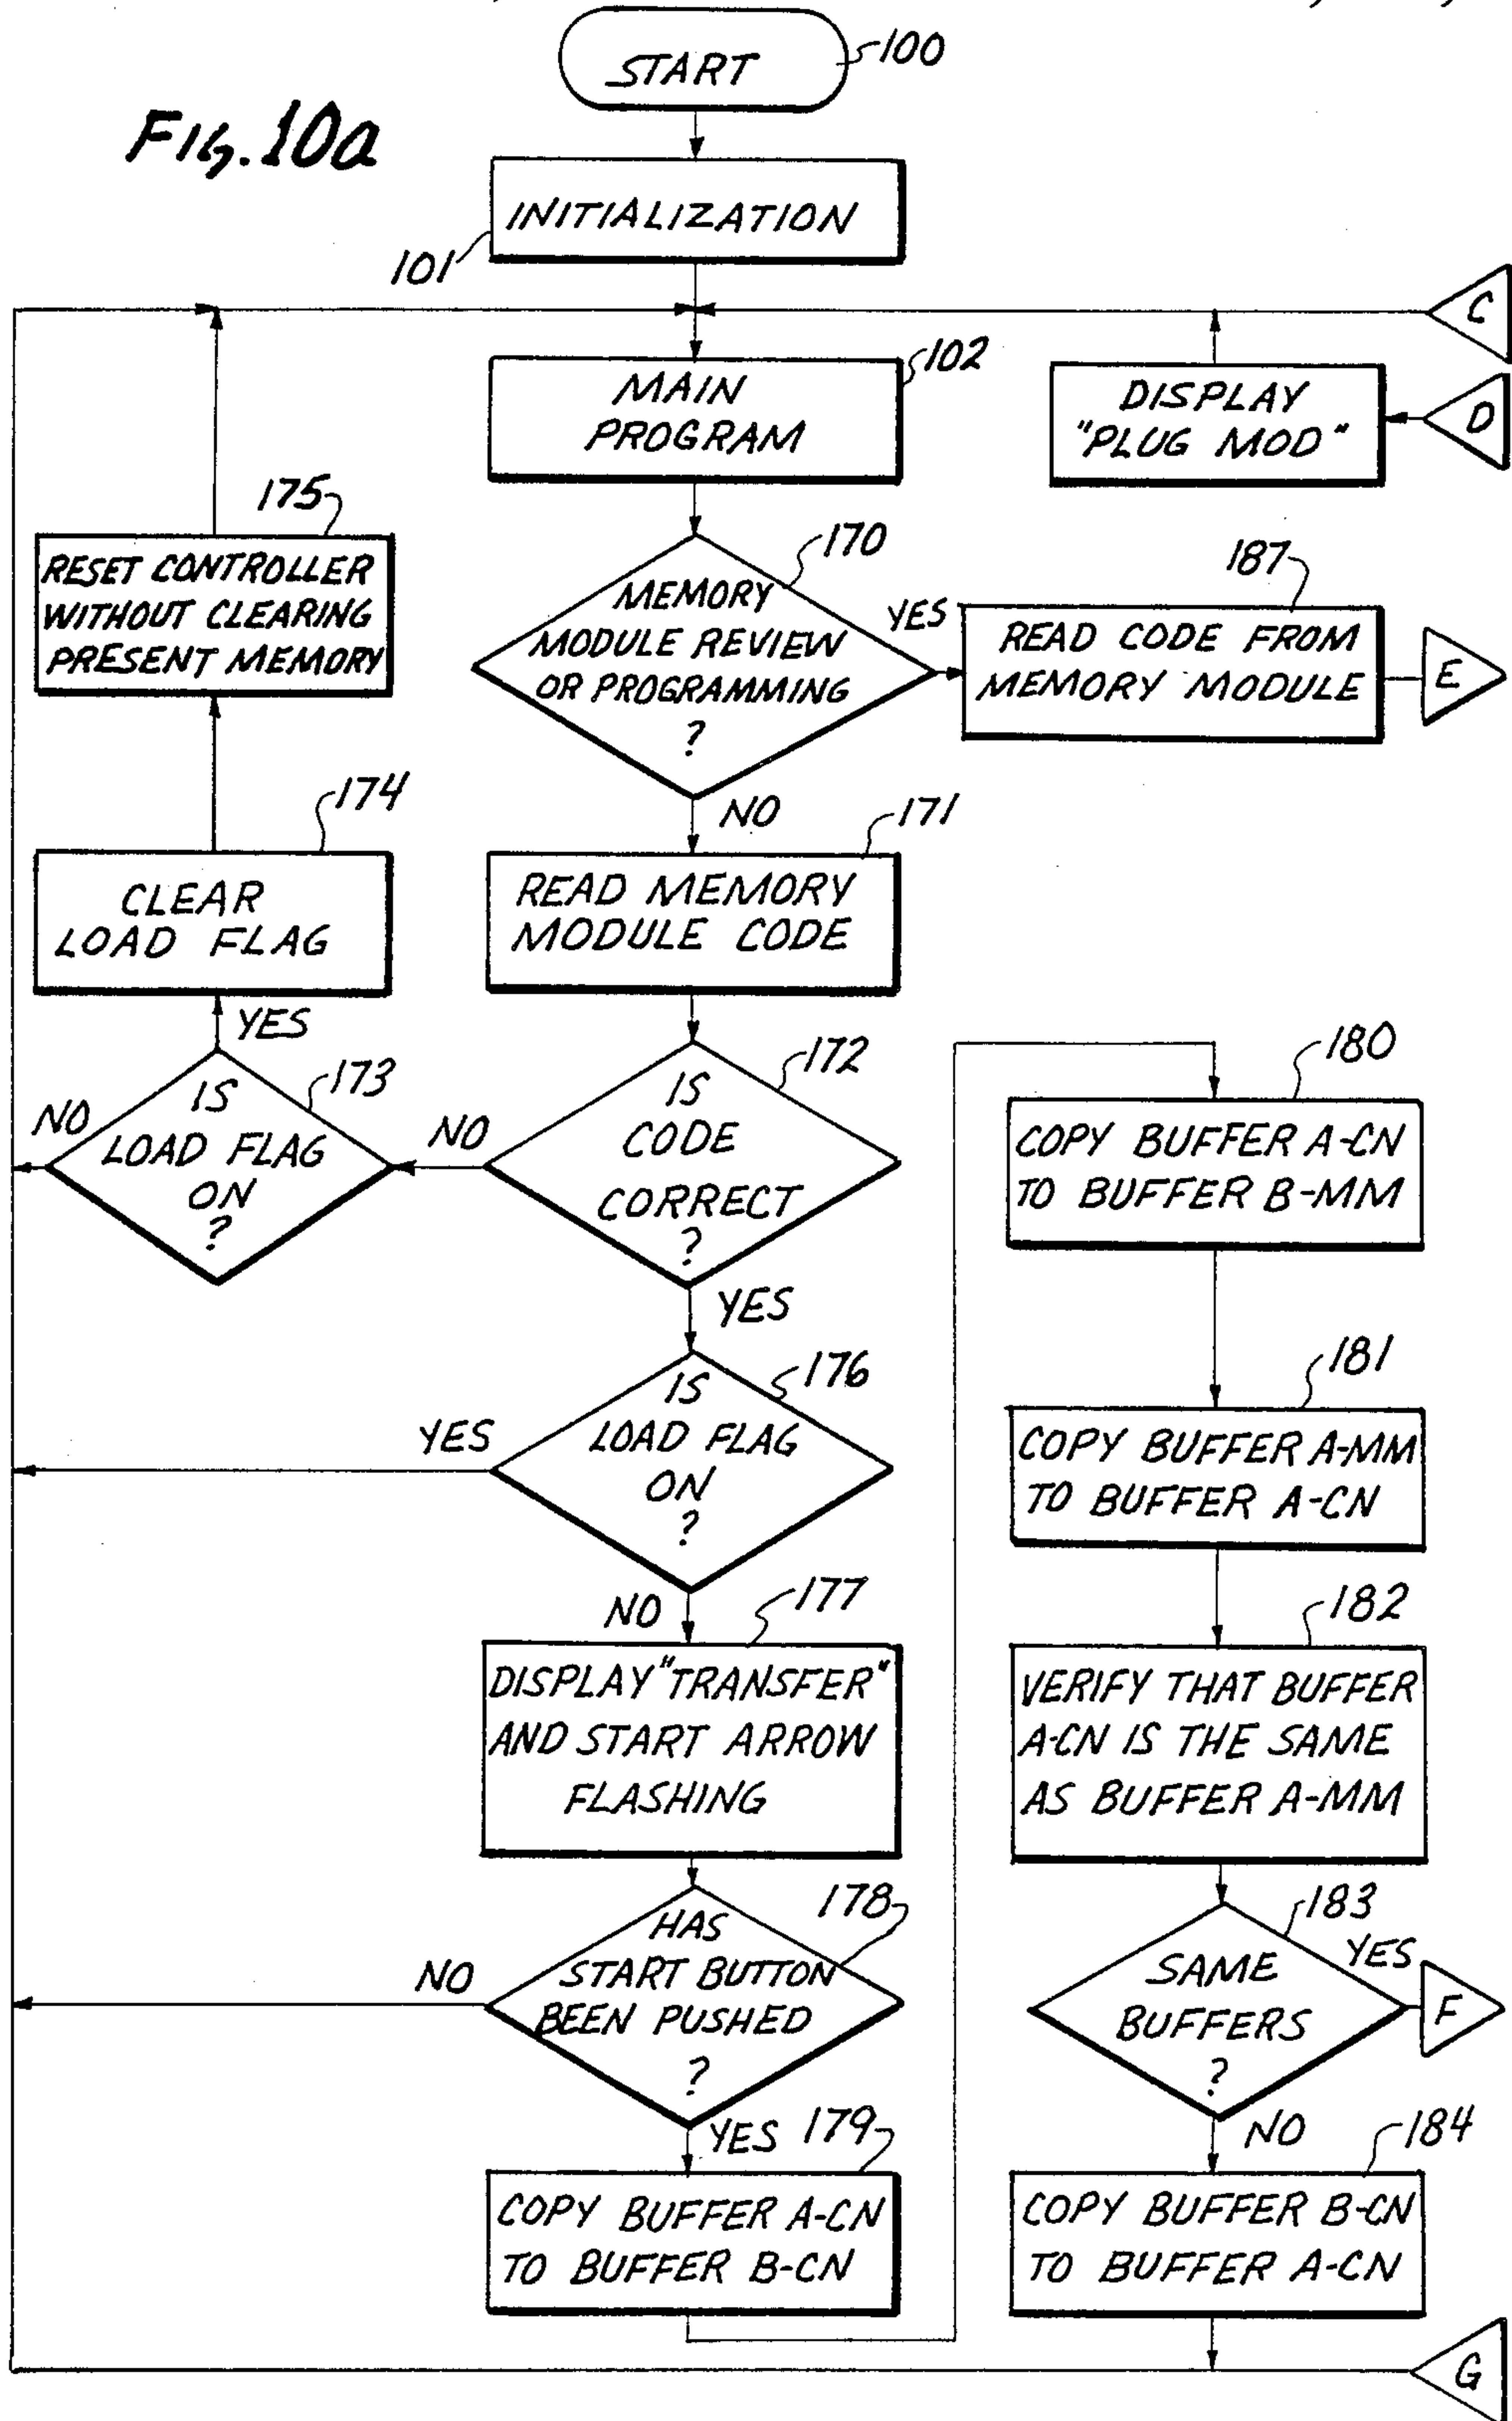 FIG. 10a
START
100
INITIALIZATION
101
C
MAIN
PROGRAM
102
DISPLAY
"PLUG MOD"
D
175
RESET CONTROLLER
WITHOUT CLEARING
PRESENT MEMORY
170
MEMORY
MODULE REVIEW
OR PROGRAMMING
?
YES
187
READ CODE FROM
MEMORY MODULE
E
NO
174
CLEAR
LOAD FLAG
171
READ MEMORY
MODULE CODE
YES
173
IS
LOAD FLAG
ON
?
NO
NO
172
IS
CODE
CORRECT
?
180
COPY BUFFER A-CN
TO BUFFER B-MM
YES
176
IS
LOAD FLAG
ON
?
YES
181
COPY BUFFER A-MM
TO BUFFER A-CN
NO
177
DISPLAY "TRANSFER"
AND START ARROW
FLASHING
182
VERIFY THAT BUFFER
A-CN IS THE SAME
AS BUFFER A-MM
178
HAS
START BUTTON
BEEN PUSHED
?
NO
183
SAME
BUFFERS
?
YES
F
YES
179
COPY BUFFER A-CN
TO BUFFER B-CN
NO
184
COPY BUFFER B-CN
TO BUFFER A-CN
G